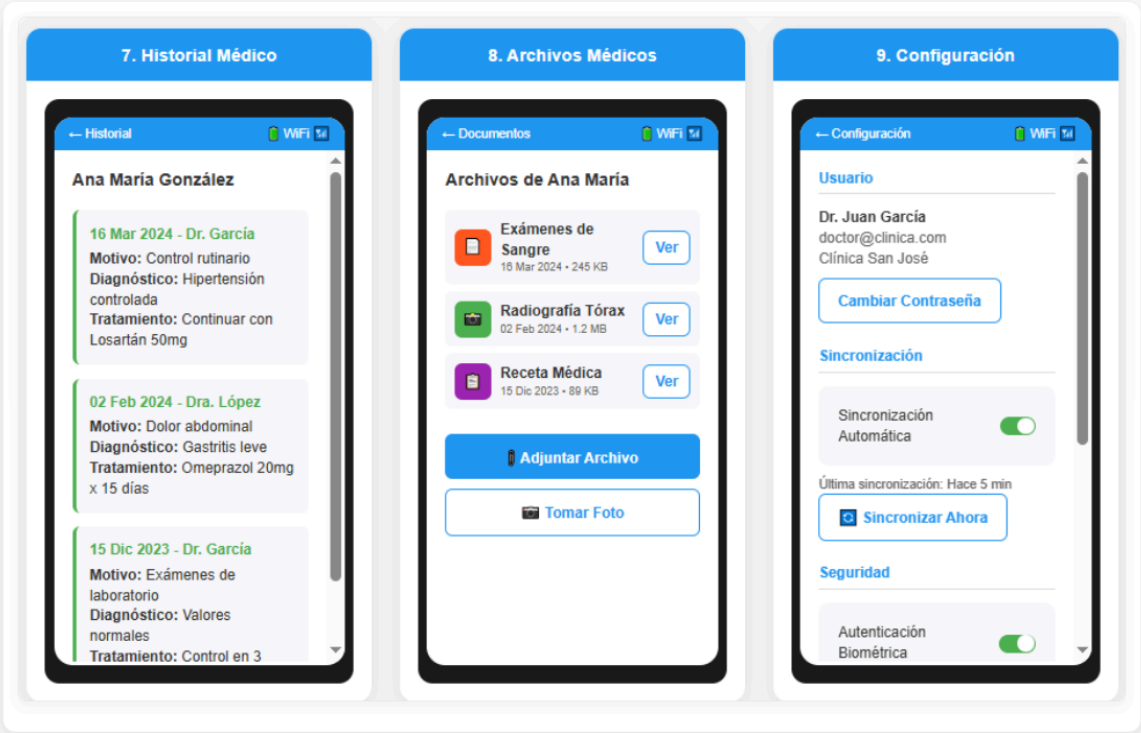 7. Historial Médico
← Historial WiFi
Ana María González
16 Mar 2024 - Dr. García
Motivo: Control rutinario
Diagnóstico: Hipertensión
controlada
Tratamiento: Continuar con
Losartán 50mg
02 Feb 2024 - Dra. López
Motivo: Dolor abdominal
Diagnóstico: Gastritis leve
Tratamiento: Omeprazol 20mg
x 15 días
15 Dic 2023 - Dr. García
Motivo: Exámenes de
laboratorio
Diagnóstico: Valores
normales
Tratamiento: Control en 3
8. Archivos Médicos
← Documentos WiFi
Archivos de Ana María
Exámenes de
Sangre
16 Mar 2024 • 245 KB
Ver
Radiografía Tórax
02 Feb 2024 • 1.2 MB
Ver
Receta Médica
15 Dic 2023 • 89 KB
Ver
Adjuntar Archivo
Tomar Foto
9. Configuración
← Configuración WiFi
Usuario
Dr. Juan García
doctor@clinica.com
Clínica San José
Cambiar Contraseña
Sincronización
Sincronización
Automática
Última sincronización: Hace 5 min
Sincronizar Ahora
Seguridad
Autenticación
Biométrica